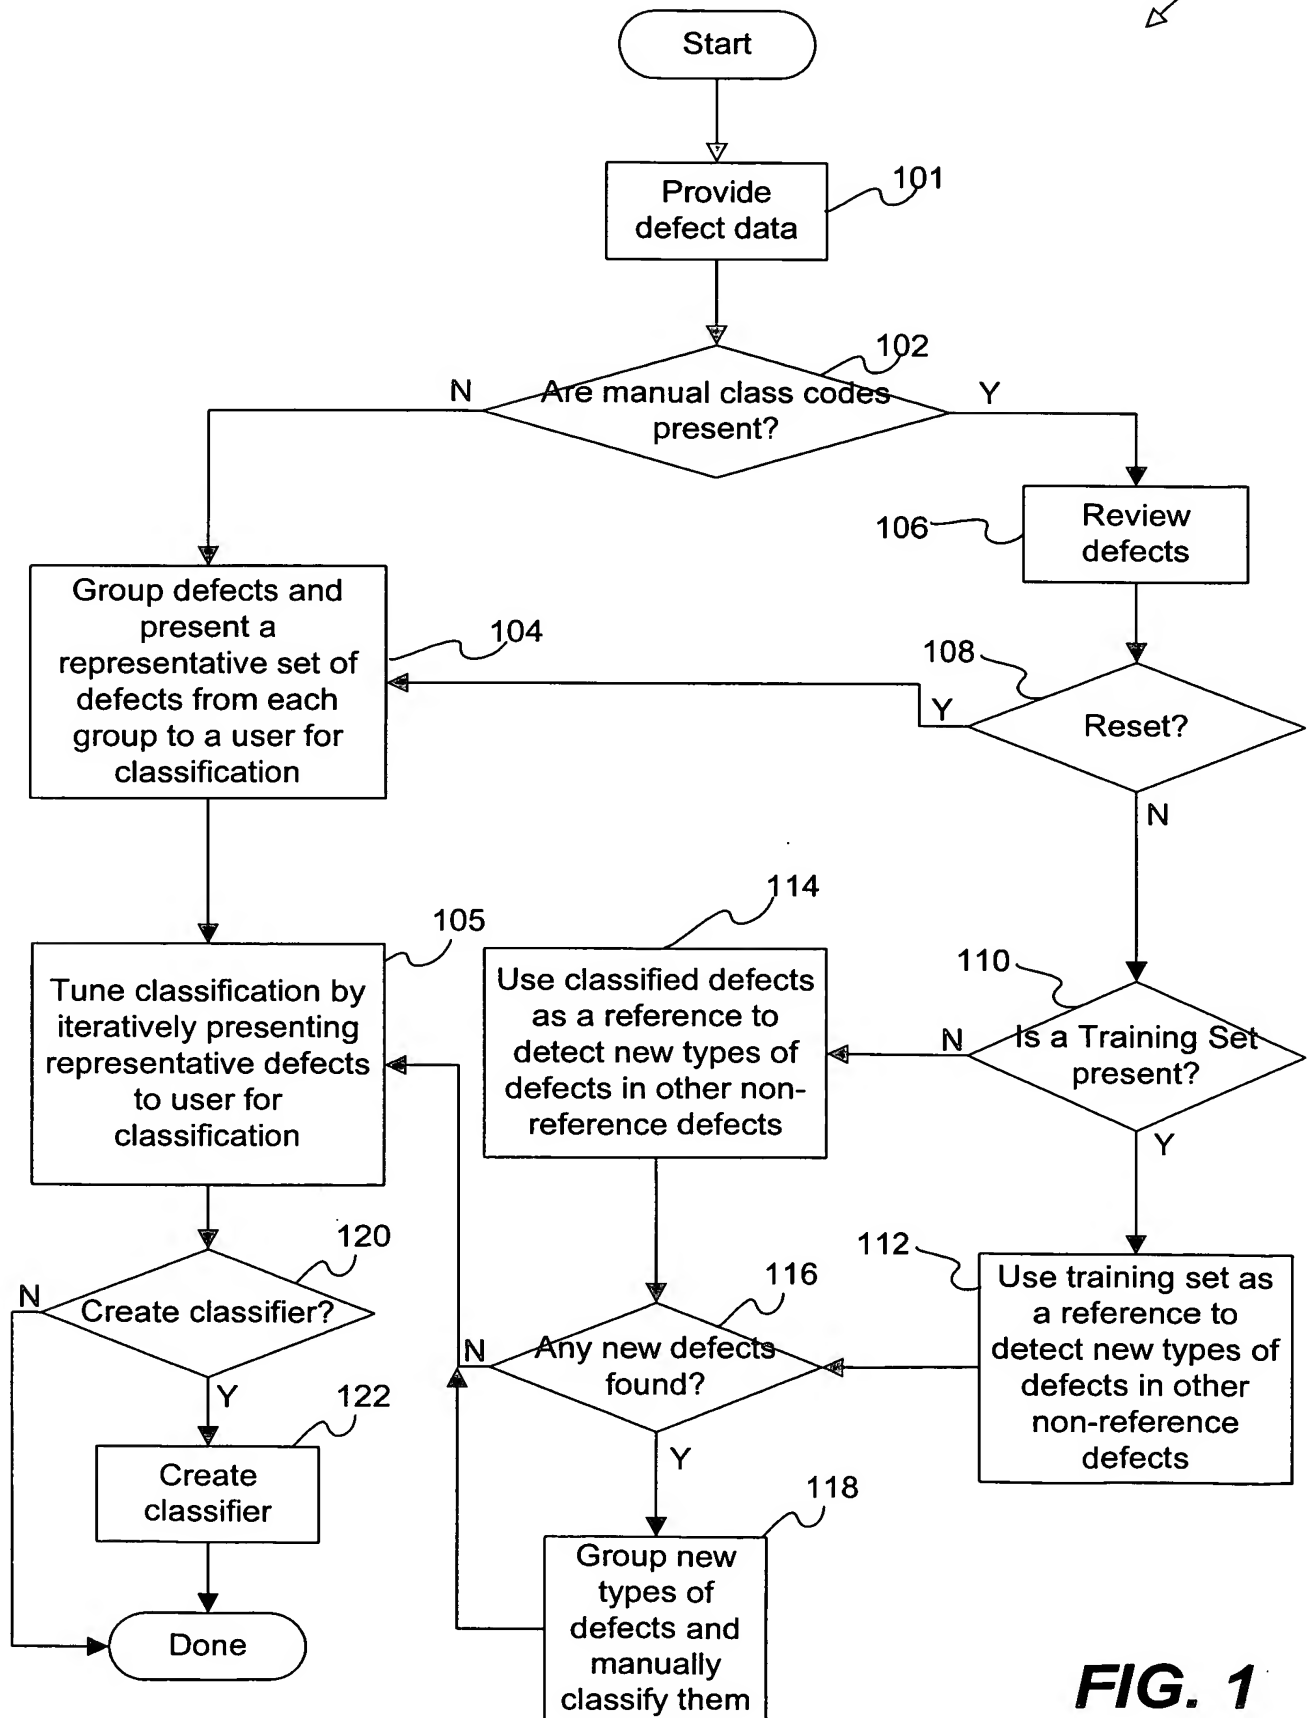 Start
Provide
defect data
101
Are manual class codes
present?
102
N
Y
Review
defects
106
Group defects and
present a
representative set of
defects from each
group to a user for
classification
104
Reset?
108
Y
N
Tune classification by
iteratively presenting
representative defects
to user for
classification
105
Use classified defects
as a reference to
detect new types of
defects in other non-
reference defects
114
Is a Training Set
present?
110
N
Y
Use training set as
a reference to
detect new types of
defects in other
non-reference
defects
112
Any new defects
found?
116
N
Y
Create classifier?
120
N
Y
Create
classifier
122
Group new
types of
defects and
manually
classify them
118
Done
FIG. 1